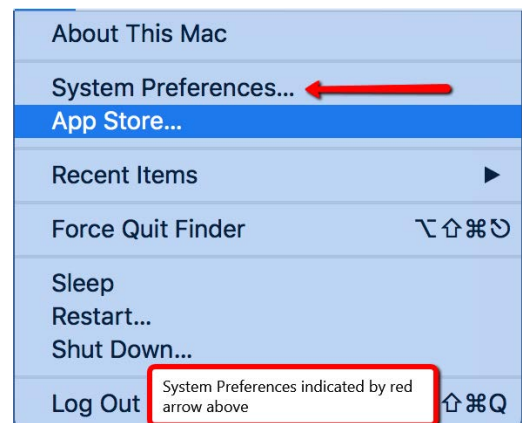 About This Mac
System Preferences...
App Store...
Recent Items ▶
Force Quit Finder ⌥⇧⌘⎋
Sleep
Restart...
Shut Down...
Log Out ⇧⌘Q
System Preferences indicated by red
arrow above